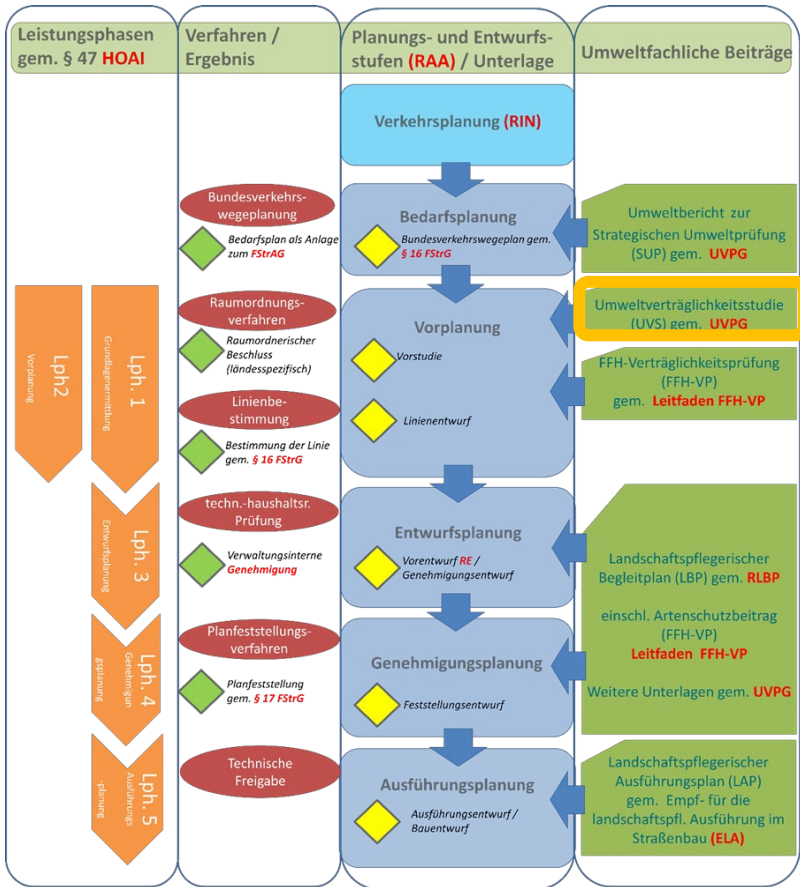 Leistungsphasen
gem. § 47 HOAI
Verfahren /
Ergebnis
Planungs- und Entwurfs-
stufen (RAA) / Unterlage
Umweltfachliche Beiträge
Verkehrsplanung (RIN)
Bundesverkehrs-
wegeplanung
Bedarfsplan als Anlage
zum FStrAG
Bedarfsplanung
Bundesverkehrswegeplan gem.
§ 16 FStrG
Umweltbericht zur
Strategischen Umweltprüfung
(SUP) gem. UVPG
Lph2
Vorplanung
Lph. 1
Grundlagenermittlung
Raumordnungs-
verfahren
Raumordnerischer
Beschluss
(ländesspezifisch)
Linienbe-
stimmung
Bestimmung der Linie
gem. § 16 FStrG
Vorplanung
Vorstudie
Linienentwurf
Umweltverträglichkeitsstudie
(UVS) gem. UVPG
FFH-Verträglichkeitsprüfung
(FFH-VP)
gem. Leitfaden FFH-VP
Lph. 3
Entwurfsplanung
techn.-haushaltsr.
Prüfung
Verwaltungsinterne
Genehmigung
Entwurfsplanung
Vorentwurf RE /
Genehmigungsentwurf
Landschaftspflegerischer
Begleitplan (LBP) gem. RLBP
einschl. Artenschutzbeitrag
(FFH-VP)
Leitfaden FFH-VP
Weitere Unterlagen gem. UVPG
Lph. 4
Genehmigun
gsplanung
Planfeststellungs-
verfahren
Planfeststellung
gem. § 17 FStrG
Genehmigungsplanung
Feststellungsentwurf
Lph. 5
Ausführungs
-planung
Technische
Freigabe
Ausführungsplanung
Ausführungsentwurf /
Bauentwurf
Landschaftspflegerischer
Ausführungsplan (LAP)
gem. Empf- für die
landschaftspfl. Ausführung im
Straßenbau (ELA)